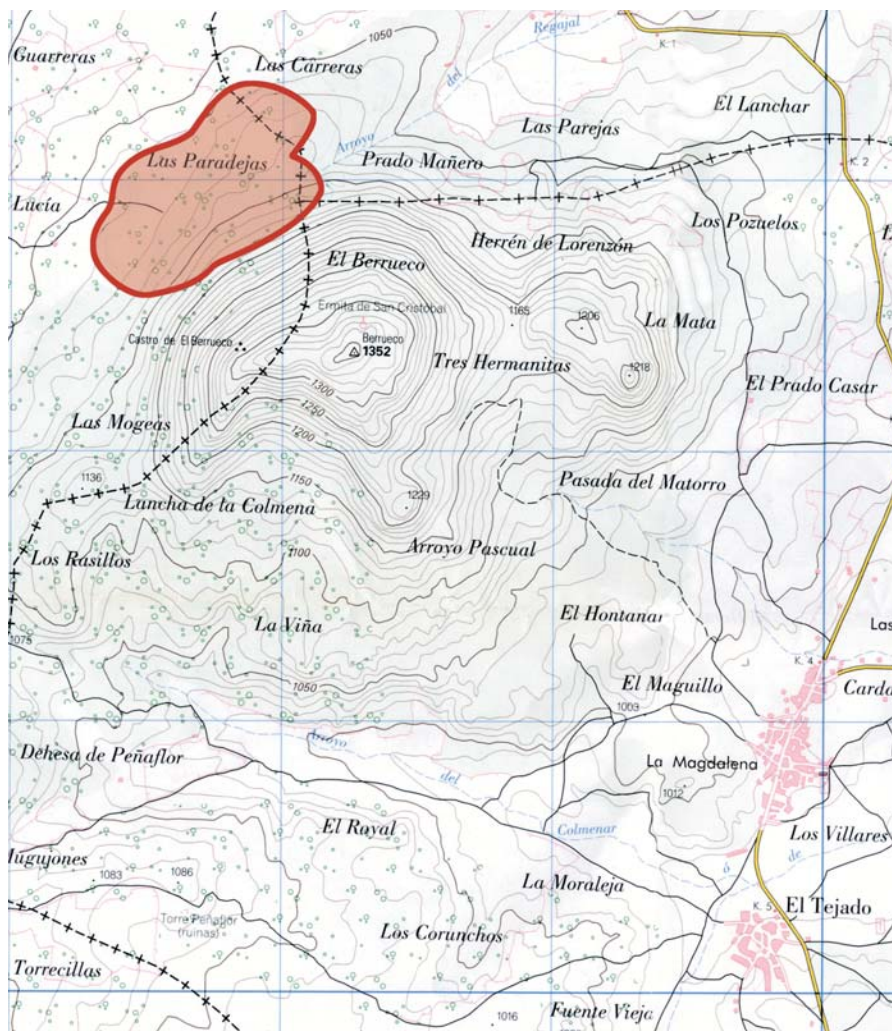 1050
Regajal
K. 1
Guarreras
Las Carreras
del
El Lanchar
Las Parejas
Arroyo
Las Paradejas
Prado Mañero
K. 2
Lucía
Los Pozuelos
Herrén de Lorenzón
El Berrueco
Ermita de San Cristóbal
1165
1206
La Mata
Castro de El Berrueco
Berrueco
1352
Tres Hermanitas
1218
1300
El Prado Casar
1250
Las Mogeas
1200
1136
1150
Pasada del Matorro
1229
Lancha de la Colmena
1100
Arroyo Pascual
Los Rasillos
La Viña
El Hontanar
Las
1075
K. 4
1050
El Maguillo
Carda
1003
Arroyo
Dehesa de Peñaflor
La Magdalena
del
1012
El Royal
Colmenar
Los Villares
Mugujones
ó
de
1083
1086
La Moraleja
El Tejado
K. 5
Torre Peñaflor
(ruinas)
Los Corunchos
Torrecillas
1016
Fuente Vieja